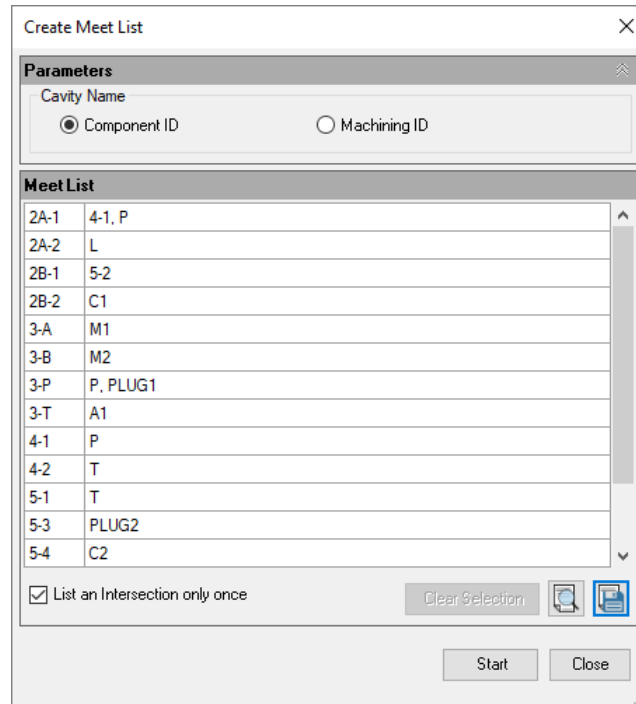 Create Meet List
Parameters
Cavity Name
Component ID Machining ID
Meet List
2A-1 4-1, P
2A-2 L
2B-1 5-2
2B-2 C1
3-A M1
3-B M2
3-P P, PLUG1
3-T A1
4-1 P
4-2 T
5-1 T
5-3 PLUG2
5-4 C2
List an Intersection only once Clear Selection
Start Close